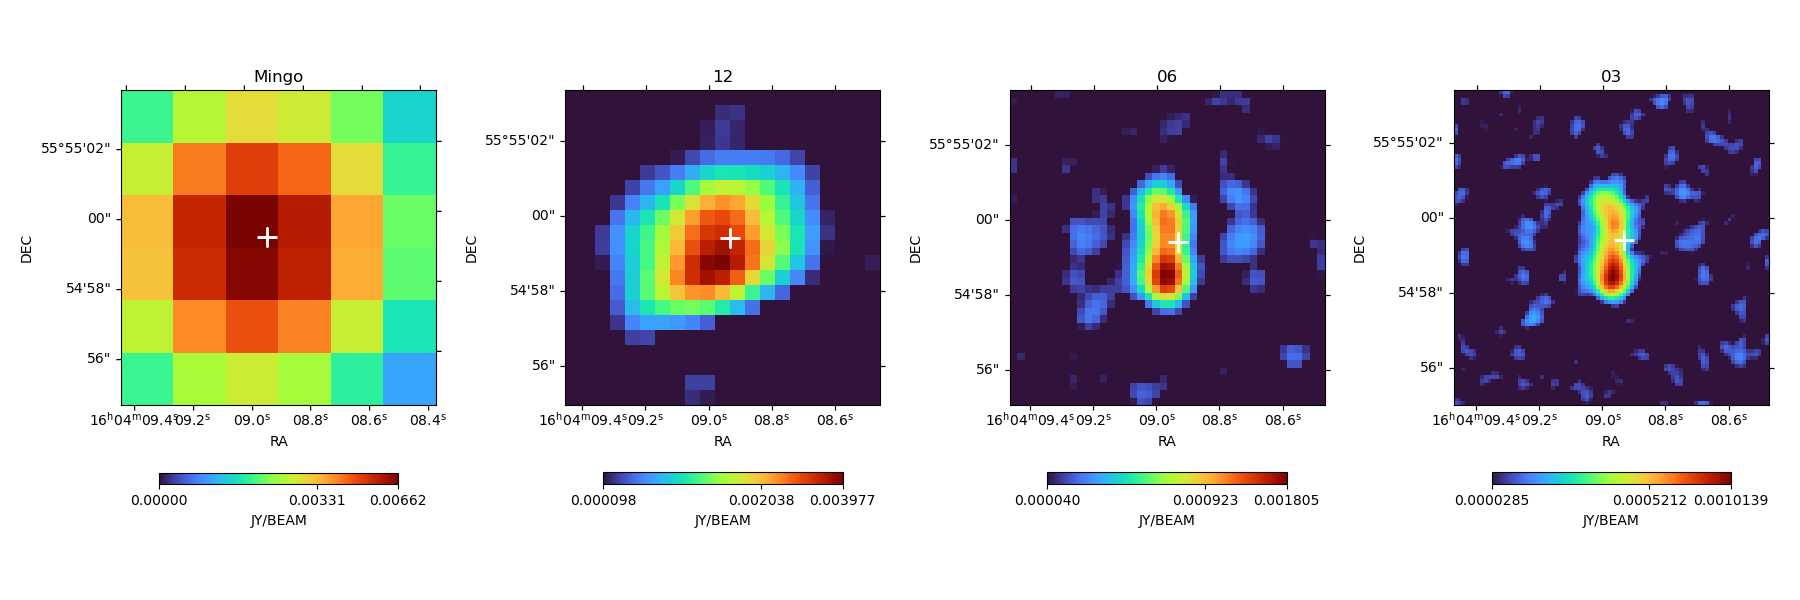 Mingo
12
06
03
DEC
55°55'02"
00"
54'58"
56"
16ʰ04ᵐ09.4ˢ 09.2ˢ 09.0ˢ 08.8ˢ 08.6ˢ 08.4ˢ
RA
0.00000 0.00331 0.00662
JY/BEAM
DEC
55°55'02"
00"
54'58"
56"
16ʰ04ᵐ09.4ˢ 09.2ˢ 09.0ˢ 08.8ˢ 08.6ˢ
RA
0.000098 0.002038 0.003977
JY/BEAM
DEC
55°55'02"
00"
54'58"
56"
16ʰ04ᵐ09.4ˢ 09.2ˢ 09.0ˢ 08.8ˢ 08.6ˢ
RA
0.000040 0.000923 0.001805
JY/BEAM
DEC
55°55'02"
00"
54'58"
56"
16ʰ04ᵐ09.4ˢ 09.2ˢ 09.0ˢ 08.8ˢ 08.6ˢ
RA
0.0000285 0.0005212 0.0010139
JY/BEAM